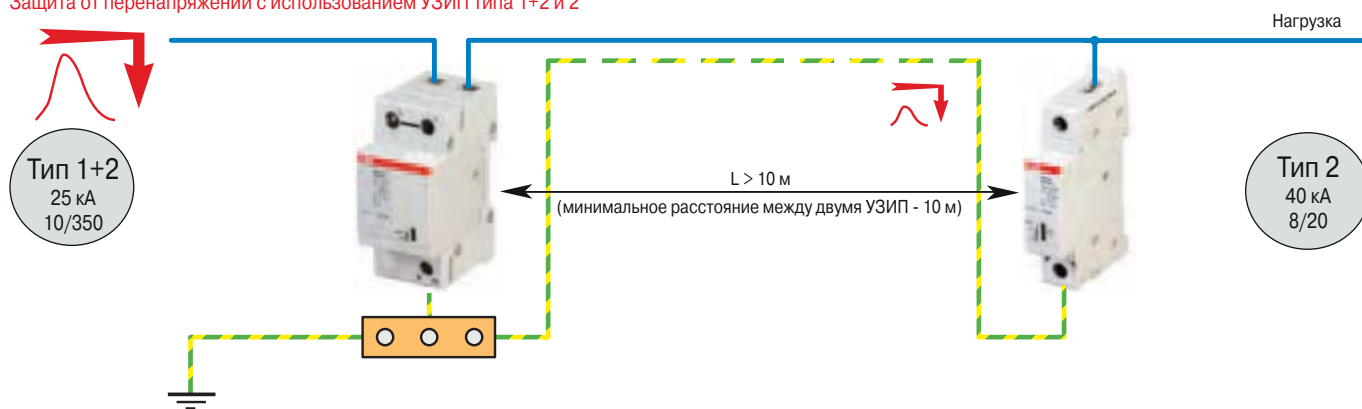 Защита от перенапряжений с использованием УЗИП типа 1+2 и 2
Нагрузка
Тип 1+2
25 кА
10/350
L > 10 м
(минимальное расстояние между двумя УЗИП - 10 м)
Тип 2
40 кА
8/20